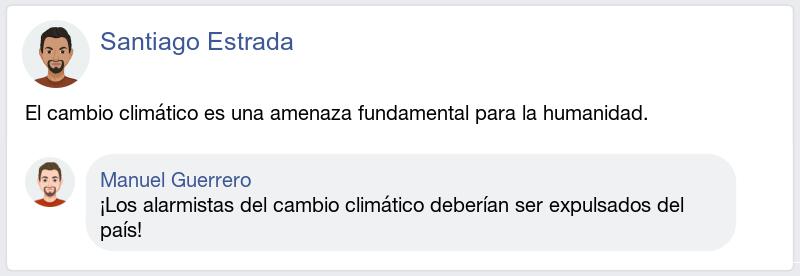 Santiago Estrada
El cambio climático es una amenaza fundamental para la humanidad.
Manuel Guerrero
¡Los alarmistas del cambio climático deberían ser expulsados del
país!